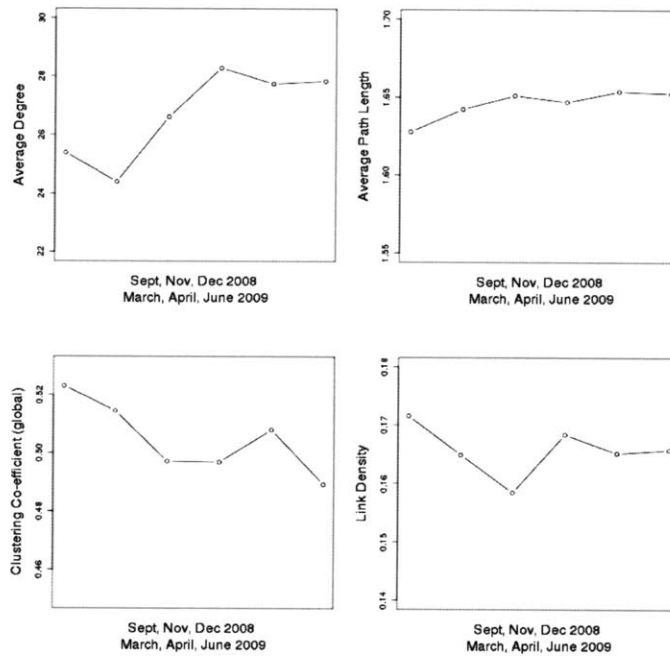 Average Degree
30
28
26
24
22
Sept, Nov, Dec 2008
March, April, June 2009
Average Path Length
1.70
1.65
1.60
1.55
Sept, Nov, Dec 2008
March, April, June 2009
Clustering Co-efficient (global)
0.52
0.50
0.48
0.46
Sept, Nov, Dec 2008
March, April, June 2009
Link Density
0.18
0.17
0.16
0.15
0.14
Sept, Nov, Dec 2008
March, April, June 2009